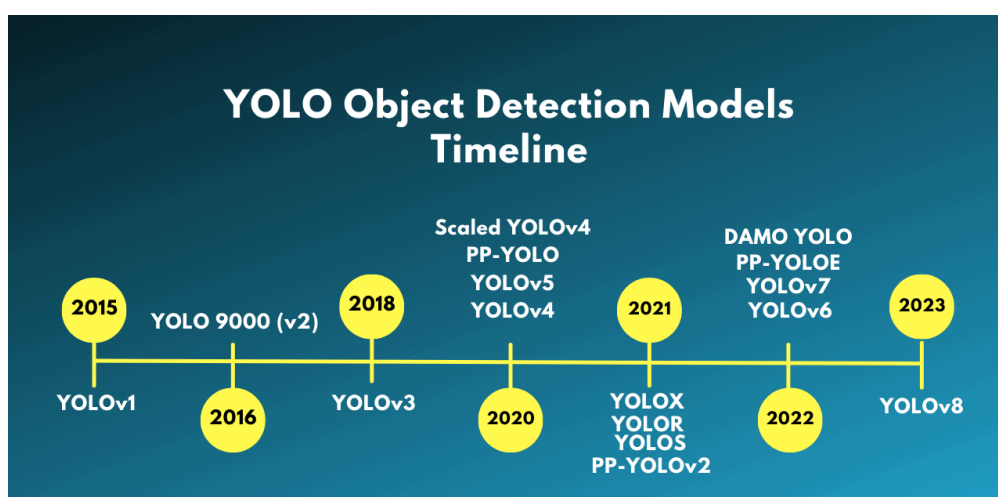 YOLO Object Detection Models
Timeline
2015
YOLOv1
YOLO 9000 (v2)
2016
2018
YOLOv3
Scaled YOLOv4
PP-YOLO
YOLOv5
YOLOv4
2020
2021
YOLOX
YOLOR
YOLOS
PP-YOLOv2
DAMO YOLO
PP-YOLOE
YOLOv7
YOLOv6
2022
2023
YOLOv8